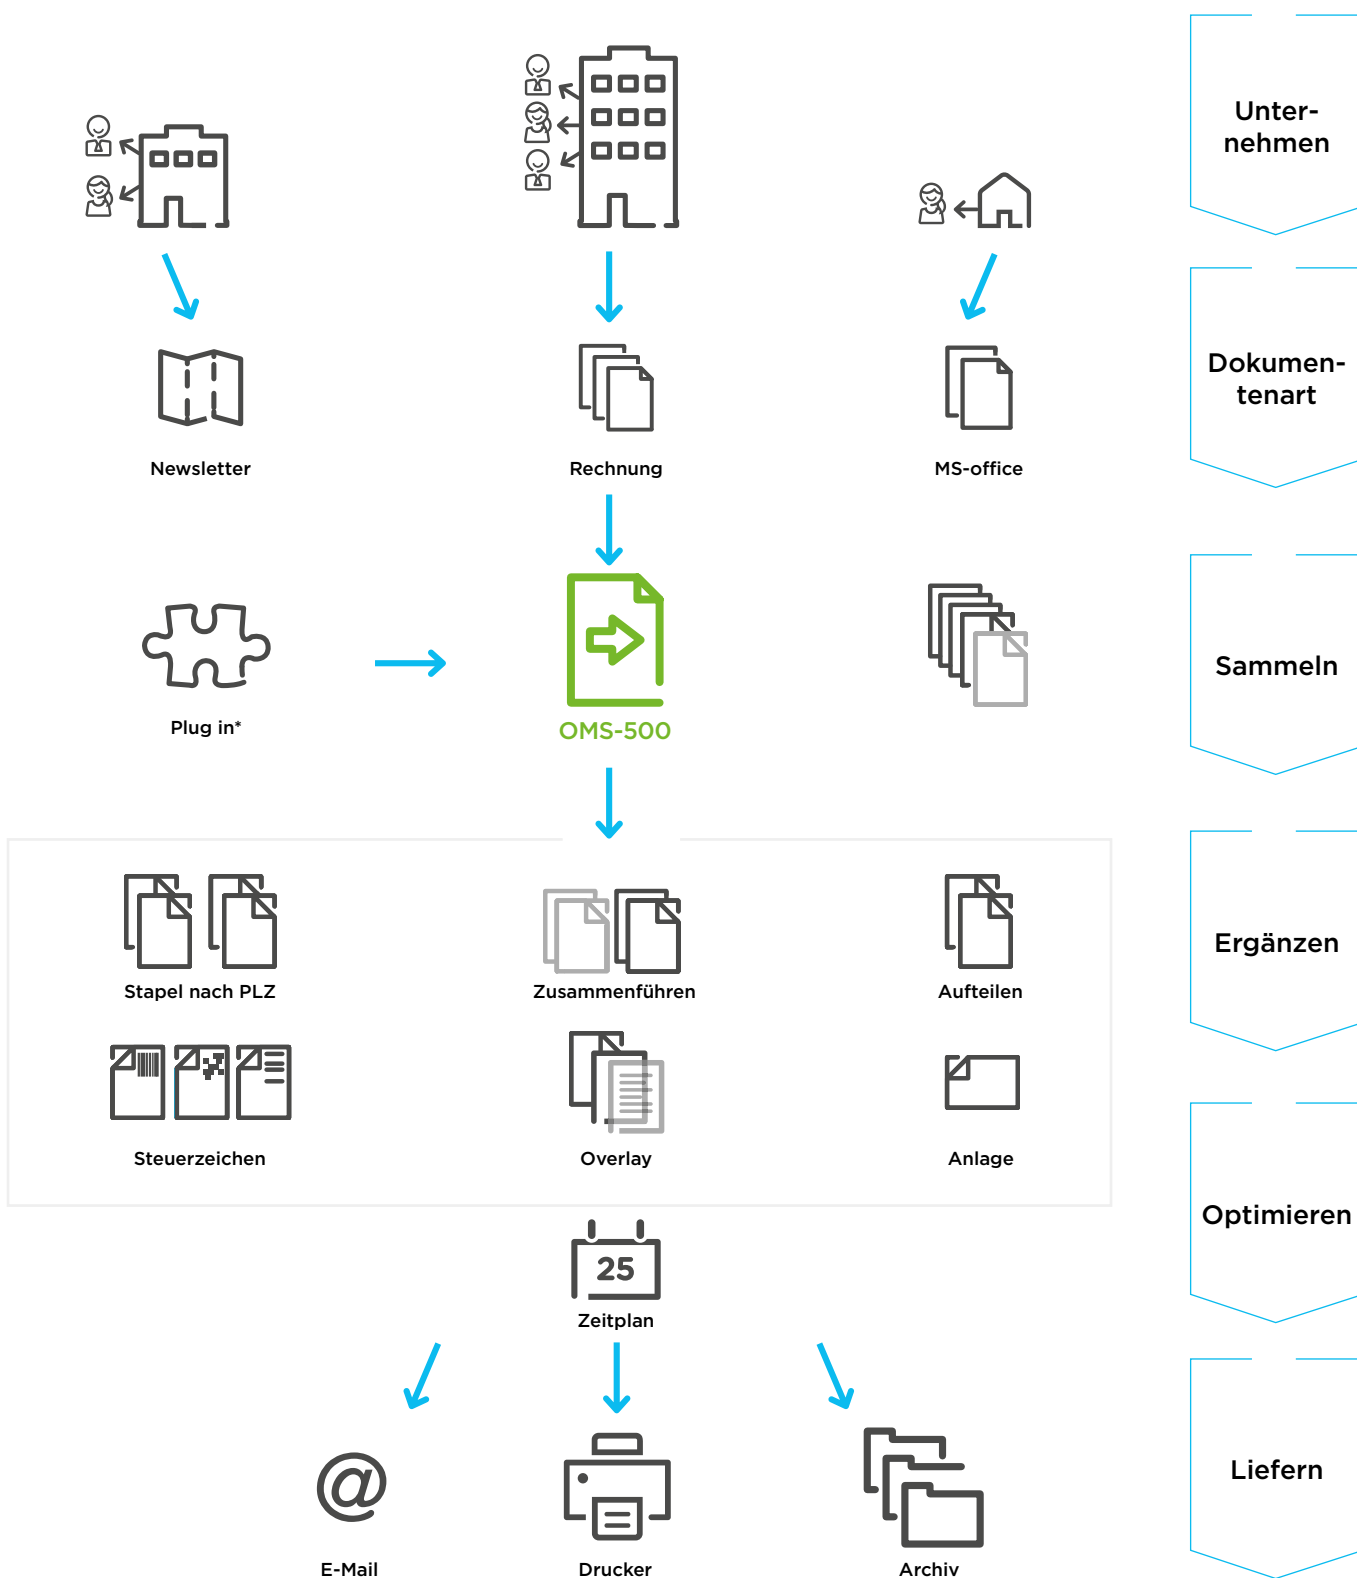 Unter-
nehmen
Dokumen-
tenart
Newsletter
Rechnung
MS-office
Sammeln
Plug in*
OMS-500
Ergänzen
Stapel nach PLZ
Zusammenführen
Aufteilen
Steuerzeichen
Overlay
Anlage
Optimieren
25
Zeitplan
Liefern
@
E-Mail
Drucker
Archiv